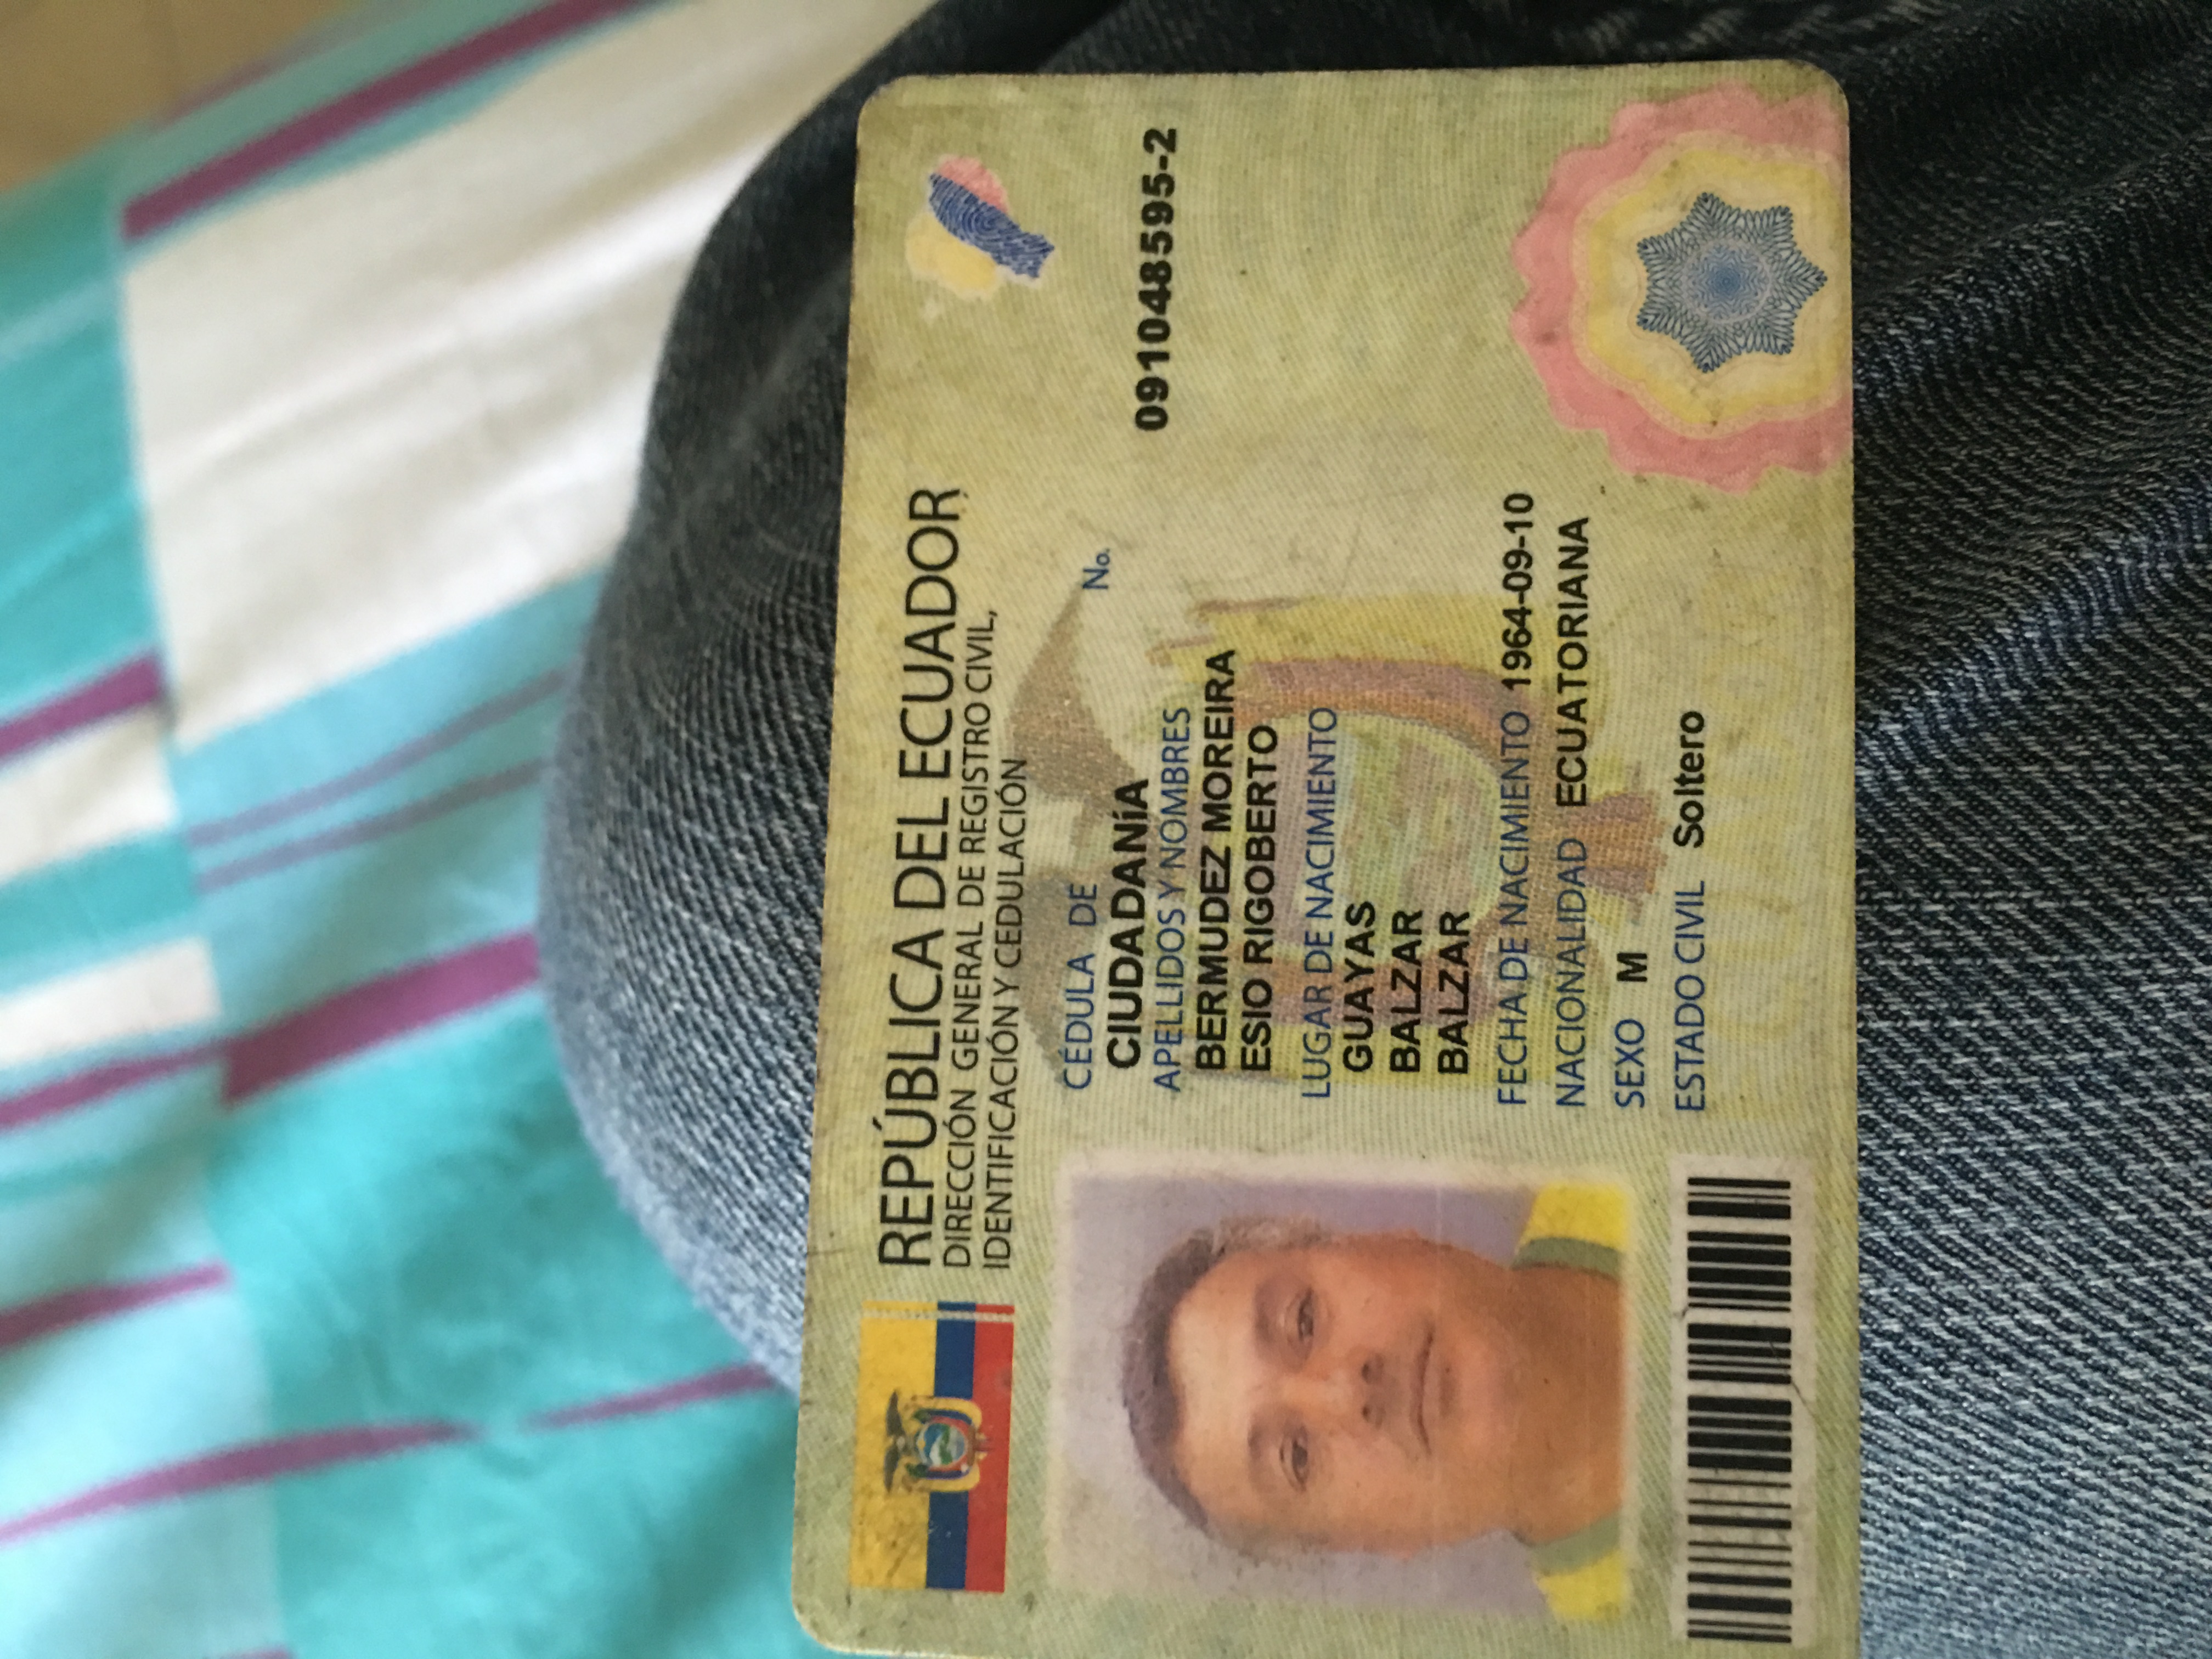 REPÚBLICA DEL ECUADOR
DIRECCIÓN GENERAL DE REGISTRO CIVIL,
IDENTIFICACIÓN Y CEDULACIÓN
CÉDULA DE No.
CIUDADANíA 091048595-2
APELLIDOS Y NOMBRES
BERMUDEZ MOREIRA
ESIO RIGOBERTO
LUGAR DE NACIMIENTO
GUAYAS
BALZAR
BALZAR
FECHA DE NACIMIENTO 1964-09-10
NACIONALIDAD ECUATORIANA
SEXO M
ESTADO CIVIL Soltero